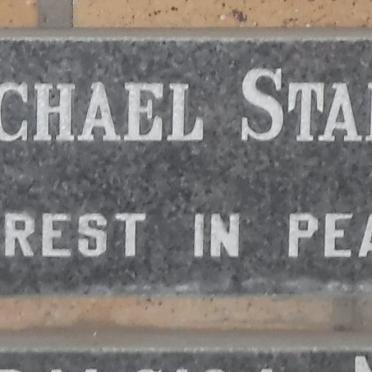 CHAEL STA
REST IN PEA